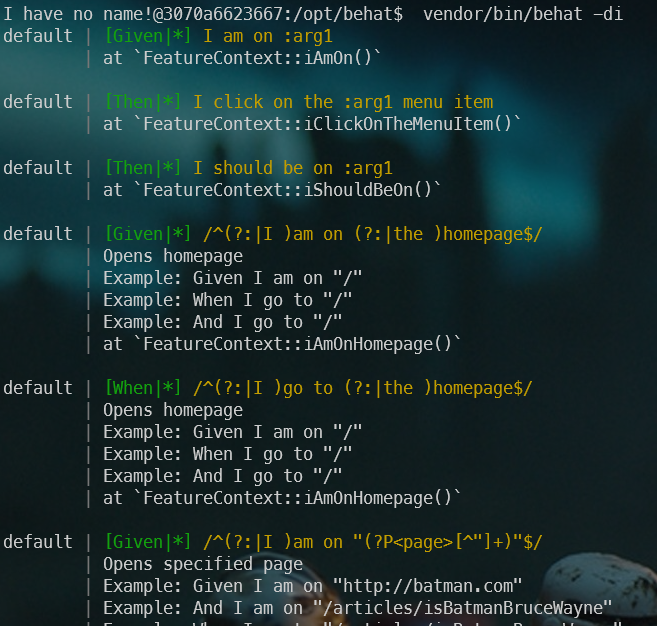 I have no name!@3070a6623667:/opt/behat$  vendor/bin/behat –di
default | [Given|*] I am on :arg1
        | at `FeatureContext::iAmOn()`
default | [Then|*] I click on the :arg1 menu item
        | at `FeatureContext::iClickOnTheMenuItem()`
default | [Then|*] I should be on :arg1
        | at `FeatureContext::iShouldBeOn()`
default | [Given|*] /^(?:|I )am on (?:|the )homepage$/
        | Opens homepage
        | Example: Given I am on "/"
        | Example: When I go to "/"
        | Example: And I go to "/"
        | at `FeatureContext::iAmOnHomepage()`
default | [When|*] /^(?:|I )go to (?:|the )homepage$/
        | Opens homepage
        | Example: Given I am on "/"
        | Example: When I go to "/"
        | Example: And I go to "/"
        | at `FeatureContext::iAmOnHomepage()`
default | [Given|*] /^(?:|I )am on "(?P<page>[^"]+)"$/
        | Opens specified page
        | Example: Given I am on "http://batman.com"
        | Example: And I am on "/articles/isBatmanBruceWayne"